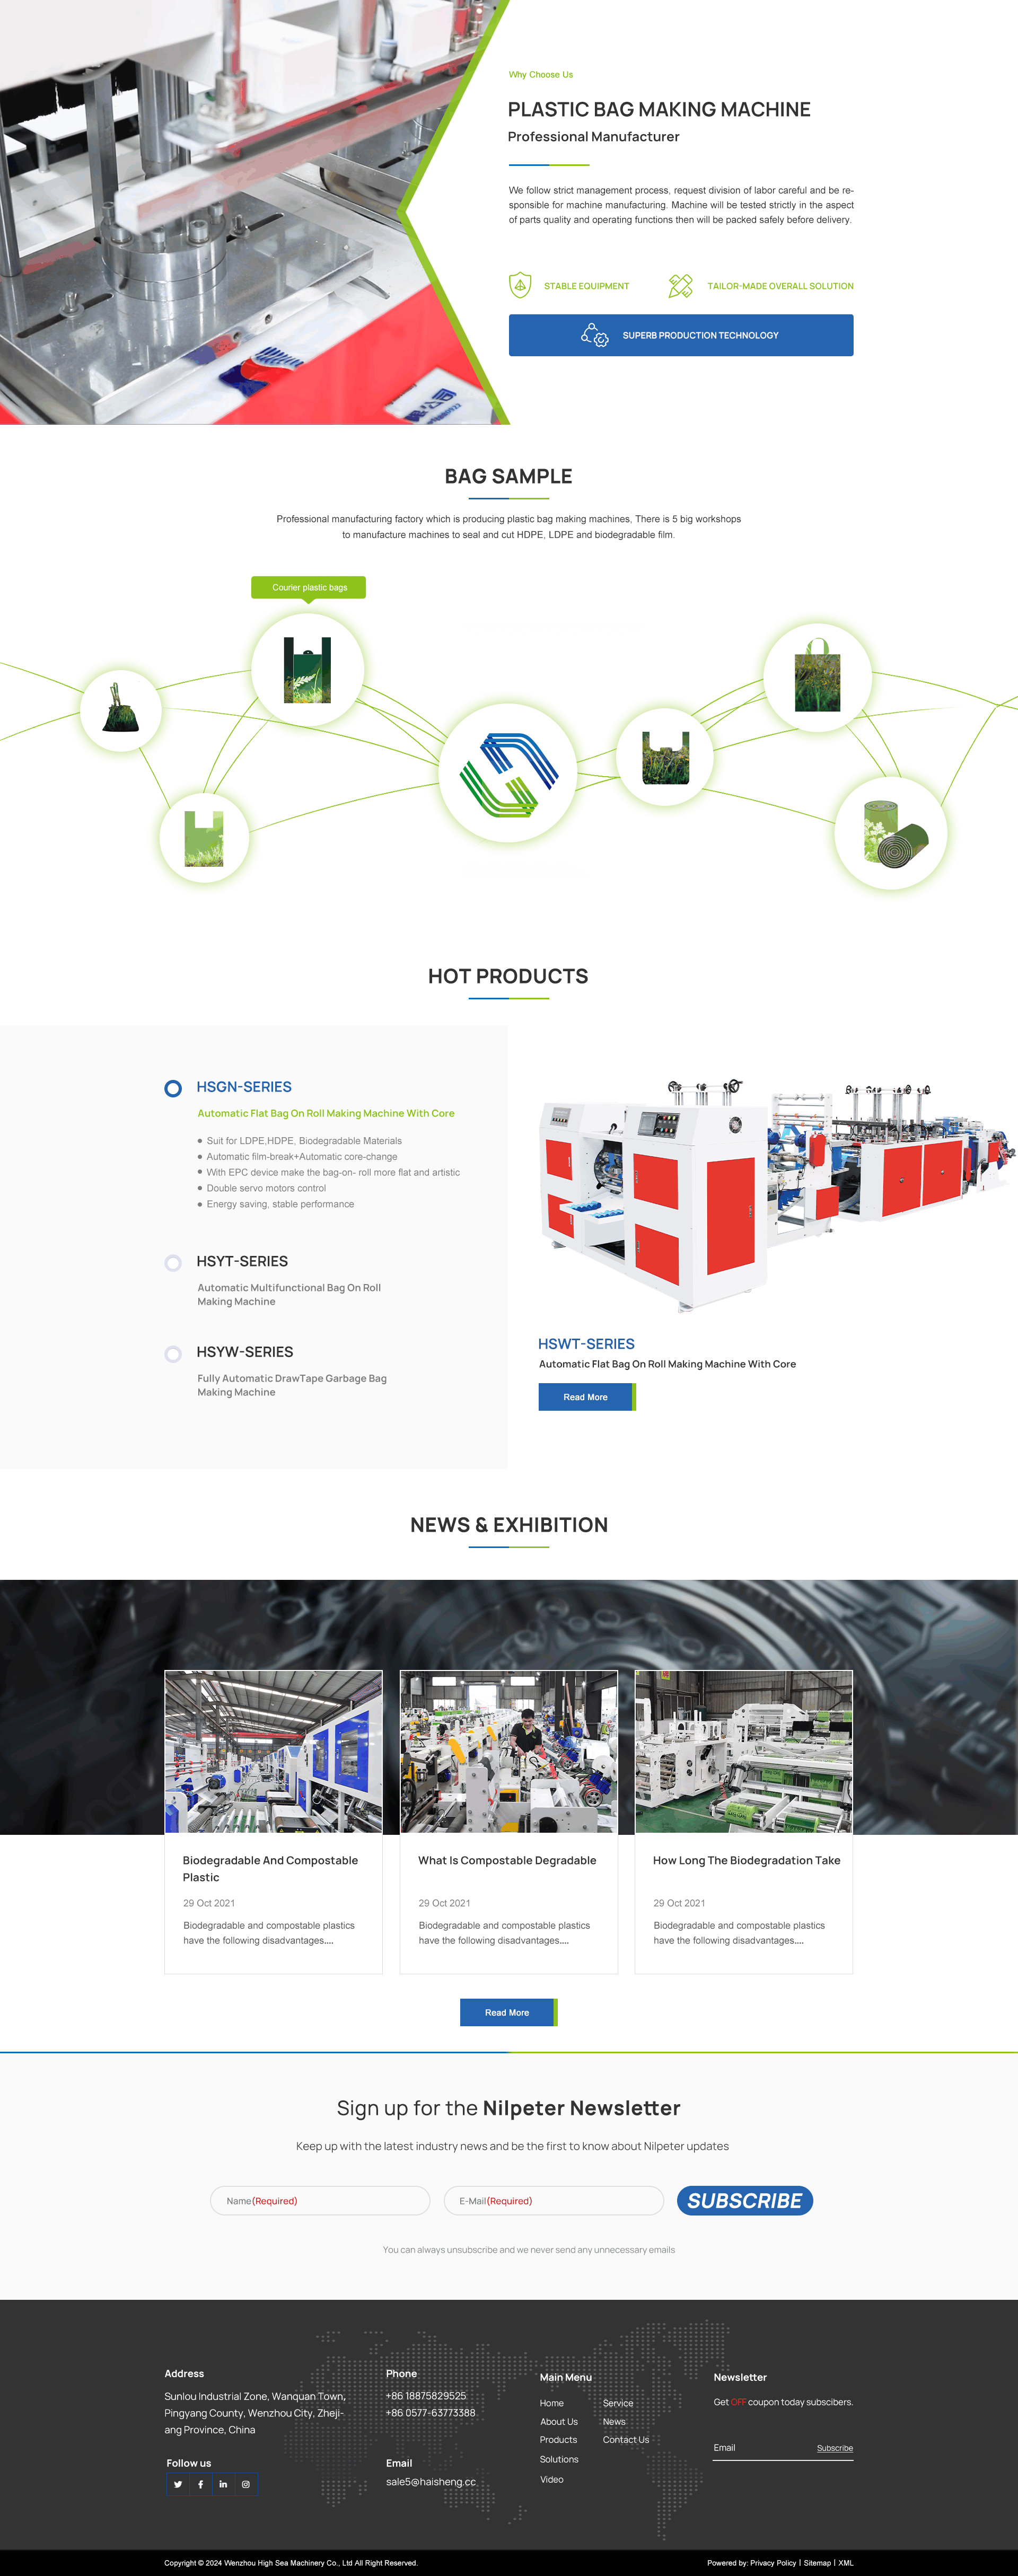 Why Choose Us
PLASTIC BAG MAKING MACHINE
Professional Manufacturer
We follow strict management process, request division of labor careful and be re-
sponsible for machine manufacturing. Machine will be tested strictly in the aspect
of parts quality and operating functions then will be packed safely before delivery.
STABLE EQUIPMENT
TAILOR-MADE OVERALL SOLUTION
SUPERB PRODUCTION TECHNOLOGY
BAG SAMPLE
Professional manufacturing factory which is producing plastic bag making machines, There is 5 big workshops
to manufacture machines to seal and cut HDPE, LDPE and biodegradable film.
Courier plastic bags
HOT PRODUCTS
HSGN-SERIES
Automatic Flat Bag On Roll Making Machine With Core
Suit for LDPE,HDPE, Biodegradable Materials
Automatic film-break+Automatic core-change
With EPC device make the bag-on- roll more flat and artistic
Double servo motors control
Energy saving, stable performance
HSYT-SERIES
Automatic Multifunctional Bag On Roll
Making Machine
HSYW-SERIES
Fully Automatic DrawTape Garbage Bag
Making Machine
HSWT-SERIES
Automatic Flat Bag On Roll Making Machine With Core
Read More
NEWS & EXHIBITION
Biodegradable And Compostable
Plastic
29 Oct 2021
Biodegradable and compostable plastics
have the following disadvantages....
What Is Compostable Degradable
29 Oct 2021
Biodegradable and compostable plastics
have the following disadvantages....
How Long The Biodegradation Take
29 Oct 2021
Biodegradable and compostable plastics
have the following disadvantages....
Read More
Sign up for the Nilpeter Newsletter
Keep up with the latest industry news and be the first to know about Nilpeter updates
Name(Required)
E-Mail(Required)
SUBSCRIBE
You can always unsubscribe and we never send any unnecessary emails
Address
Sunlou Industrial Zone, Wanquan Town,
Pingyang County, Wenzhou City, Zheji-
ang Province, China
Follow us
Phone
+86 18875829525
+86 0577-63773388
Email
sale5@haisheng.cc
Main Menu
Home
About Us
Products
Solutions
Video
Service
News
Contact Us
Newsletter
Get OFF coupon today subscibers.
Email
Subscribe
Copyright © 2024 Wenzhou High Sea Machinery Co., Ltd All Right Reserved.
Powered by: Privacy Policy | Sitemap | XML